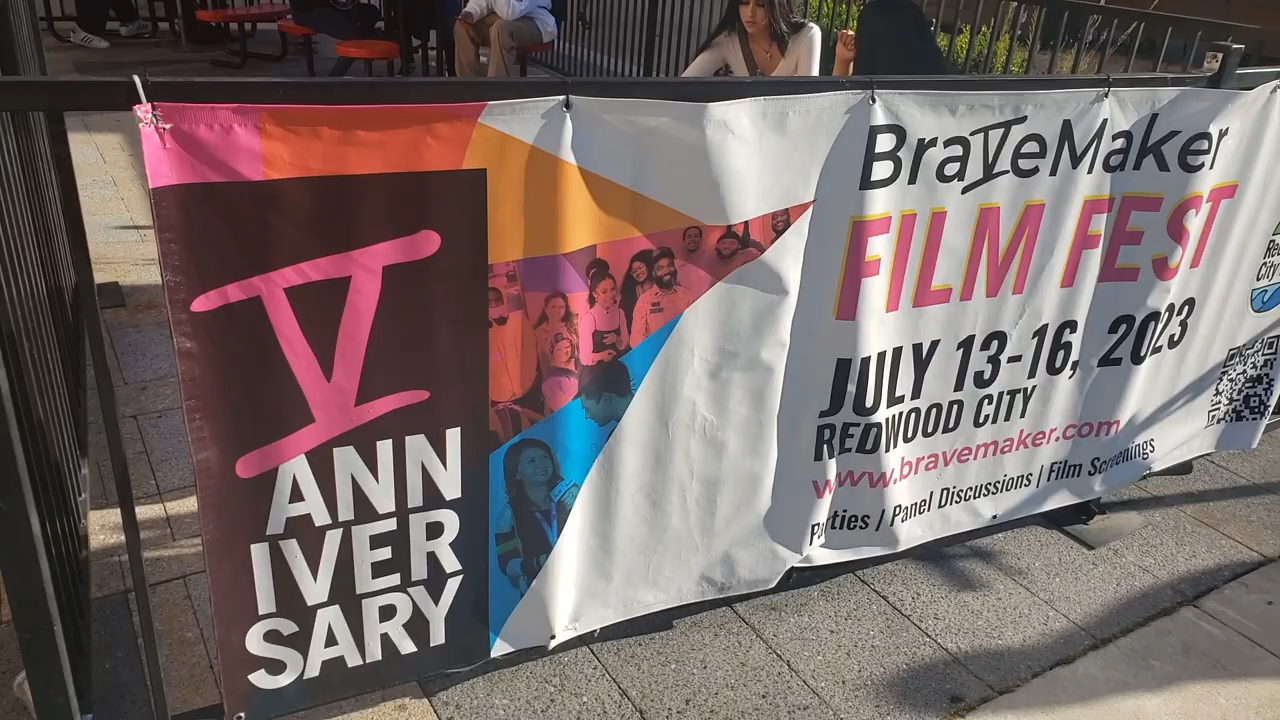 V
ANN
IVER
SARY
BraVeMaker
FILM FEST
JULY 13-16, 2023
REDWOOD CITY
www.bravemaker.com
Parties / Panel Discussions | Film Screenings